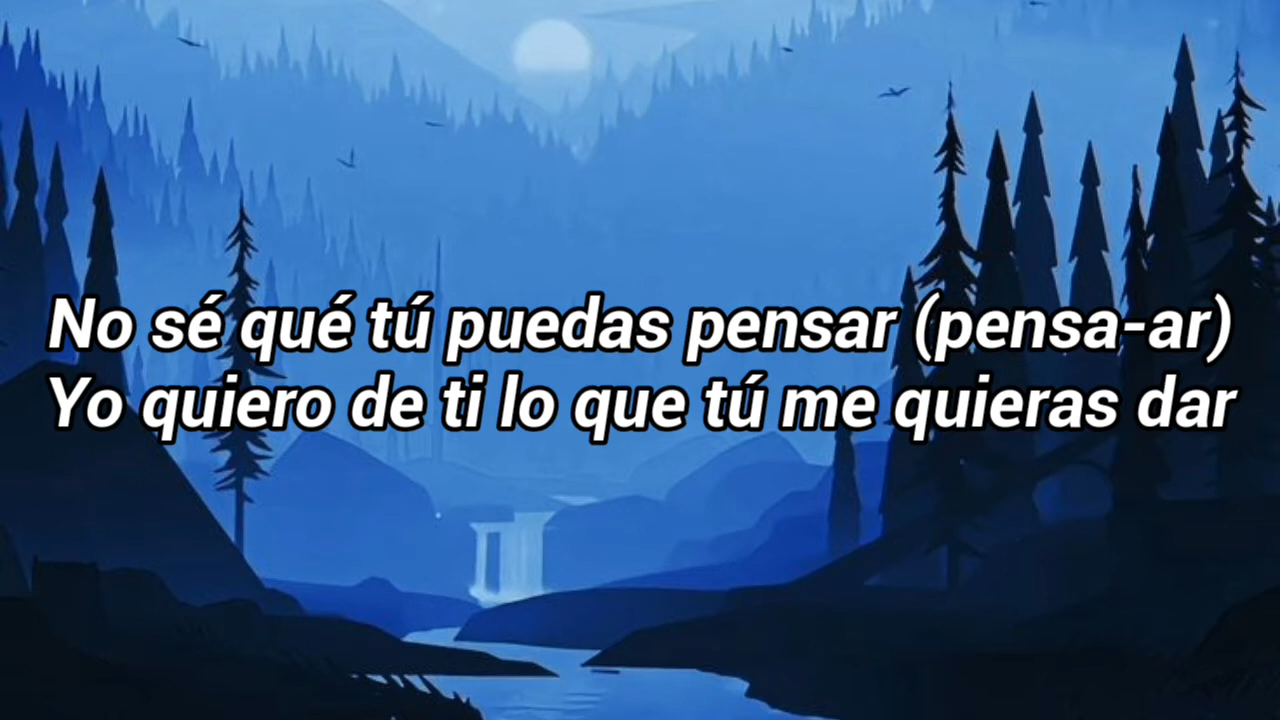 No sé qué tú puedas pensar (pensa-ar)
Yo quiero de ti lo que tú me quieras dar